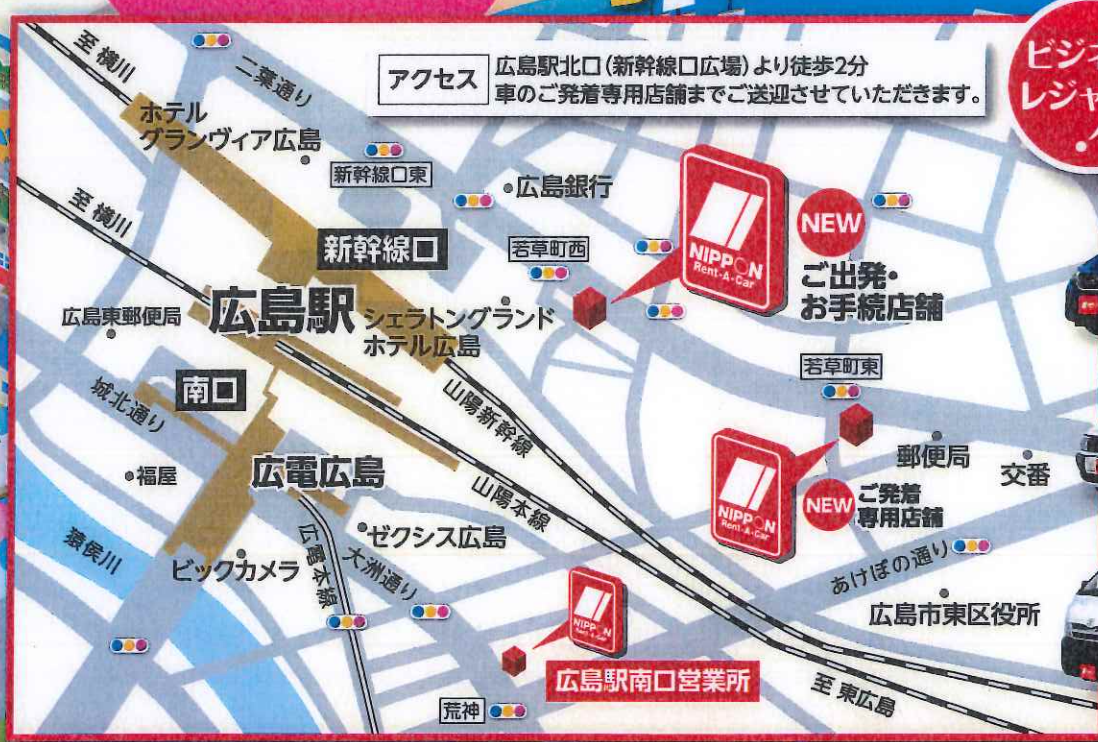 アクセス
広島駅北口(新幹線口広場)より徒歩2分
車のご発着専用店舗までご送迎させていただきます。
至 横川
二葉通り
ホテル
グランヴィア広島
新幹線口東
広島銀行
至 横川
新幹線口
若草町西
NIPPON
Rent-A-Car
NEW
ご出発・
お手続店舗
広島東郵便局
広島駅
シェラトングランド
ホテル広島
若草町東
南口
城北通り
山陽新幹線
郵便局
交番
福屋
広電広島
山陽本線
NIPPON
Rent-A-Car
NEW
ご発着
専用店舗
猿侯川
ビックカメラ
広電本線
ゼクシス広島
大洲通り
あけぼの通り
広島市東区役所
NIPPON
Rent-A-Car
広島駅南口営業所
至 東広島
荒神